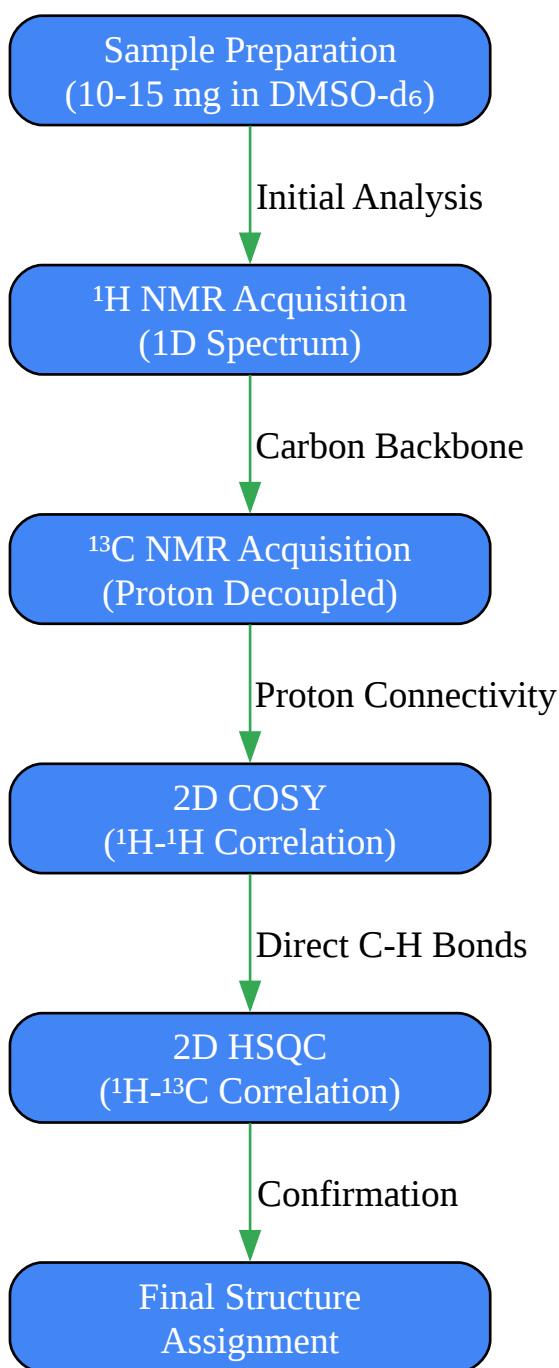 Sample Preparation
(10-15 mg in DMSO-d₆)
Initial Analysis
¹H NMR Acquisition
(1D Spectrum)
Carbon Backbone
¹³C NMR Acquisition
(Proton Decoupled)
Proton Connectivity
2D COSY
(¹H-¹H Correlation)
Direct C-H Bonds
2D HSQC
(¹H-¹³C Correlation)
Confirmation
Final Structure
Assignment